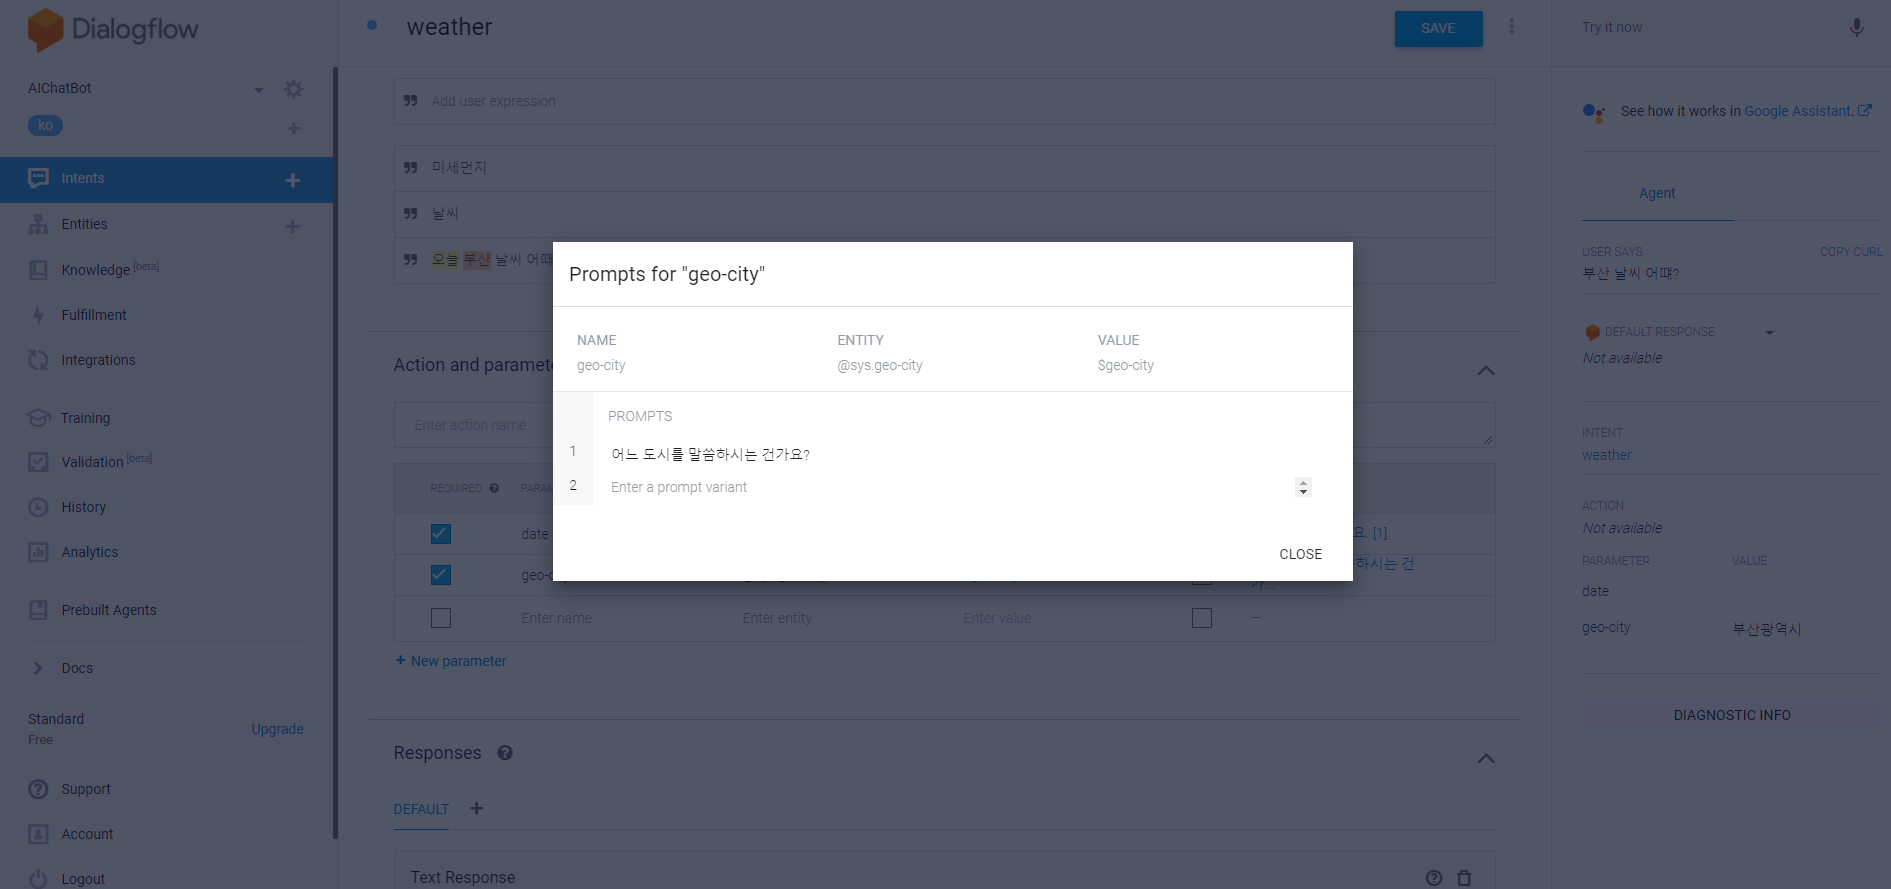 Dialogflow
AIChatBot
ko
Intents
Entities
Knowledge [beta]
Fulfillment
Integrations
Training
Validation [beta]
History
Analytics
Prebuilt Agents
Docs
Standard
Free
Upgrade
Support
Account
Logout
weather
SAVE
Add user expression
미세먼지
날씨
오늘 부산 날씨 어때
Action and parameter
Enter action name
REQUIRED
date
요. [1]
하시는 건
가...
Enter name
Enter entity
Enter value
+ New parameter
Responses
DEFAULT
Text Response
Prompts for "geo-city"
NAME
ENTITY
VALUE
geo-city
@sys.geo-city
$geo-city
PROMPTS
1 어느 도시를 말씀하시는 건가요?
2 Enter a prompt variant
CLOSE
Try it now
See how it works in Google Assistant.
Agent
USER SAYS
COPY CURL
부산 날씨 어떄?
DEFAULT RESPONSE
Not available
INTENT
weather
ACTION
Not available
PARAMETER
VALUE
date
geo-city
부산광역시
DIAGNOSTIC INFO